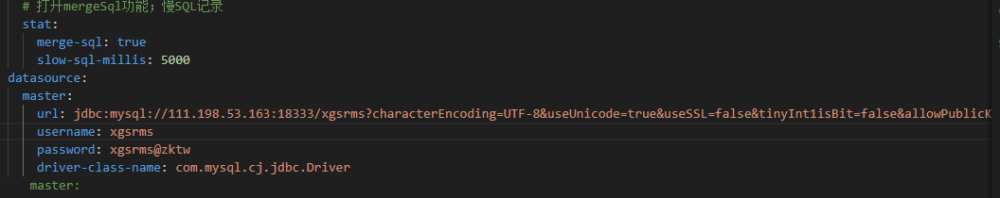 # 打开mergeSql功能；慢SQL记录
stat:
merge-sql: true
slow-sql-millis: 5000
datasource:
master:
url: jdbc:mysql://111.198.53.163:18333/xgsrms?characterEncoding=UTF-8&useUnicode=true&useSSL=false&tinyInt1isBit=false&allowPublicK
username: xgsrms
password: xgsrms@zktw
driver-class-name: com.mysql.cj.jdbc.Driver
master: